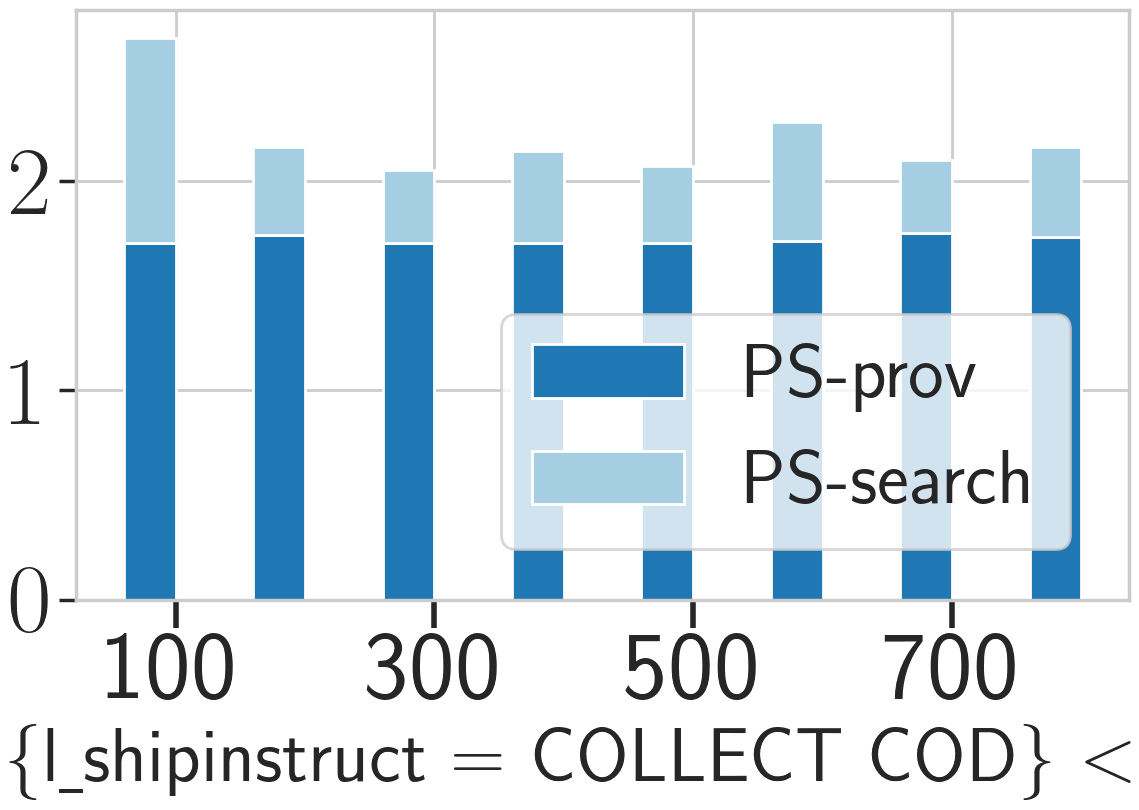 2
1
0
PS-prov
PS-search
100 300 500 700
{l_shipinstruct = COLLECT COD} <